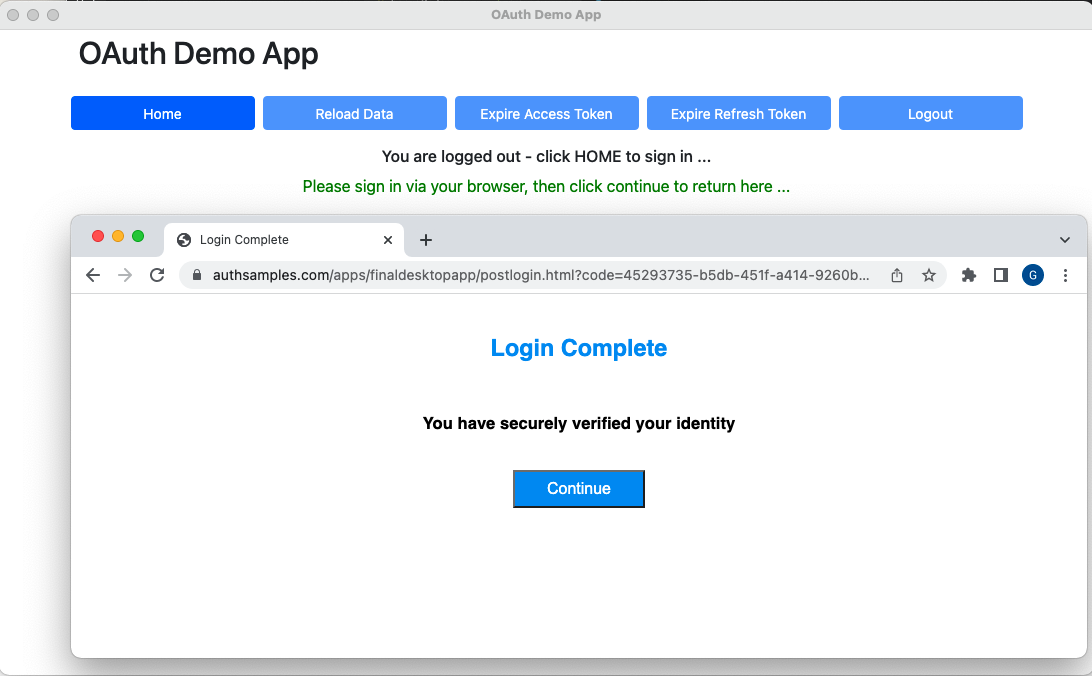 OAuth Demo App
OAuth Demo App
Home Reload Data Expire Access Token Expire Refresh Token Logout
You are logged out - click HOME to sign in ...
Please sign in via your browser, then click continue to return here ...
Login Complete
authsamples.com/apps/finaldesktopapp/postlogin.html?code=45293735-b5db-451f-a414-9260b...
G
Login Complete
You have securely verified your identity
Continue